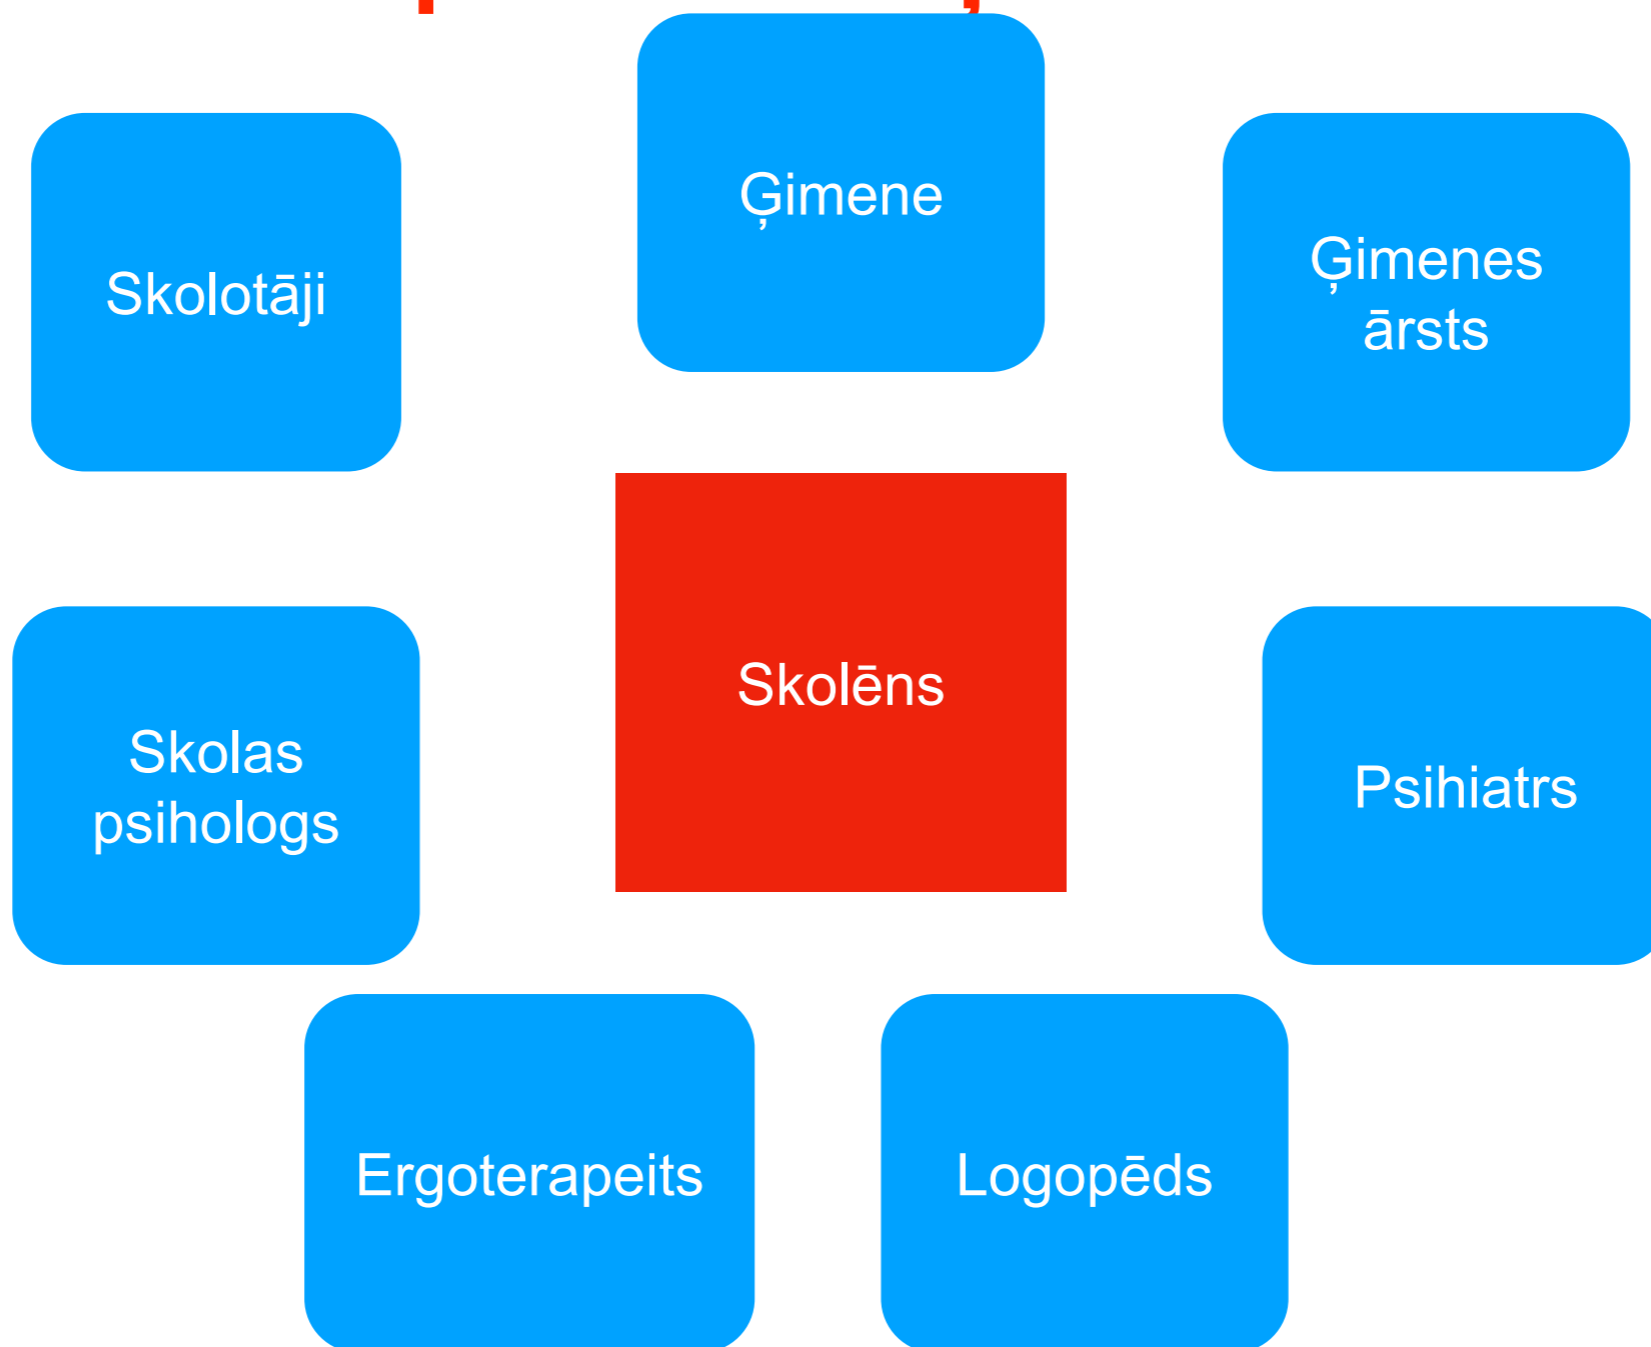 Ģimene
Skolotāji
Ģimenes
ārsts
Skolēns
Skolas
psihologs
Psihiatrs
Ergoterapeits
Logopēds